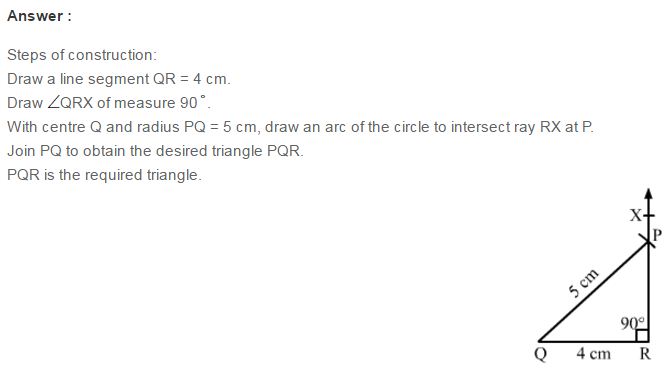 Answer :
Steps of construction:
Draw a line segment QR = 4 cm.
Draw ∠QRX of measure 90˚.
With centre Q and radius PQ = 5 cm, draw an arc of the circle to intersect ray RX at P.
Join PQ to obtain the desired triangle PQR.
PQR is the required triangle.
X
P
5 cm
90°
Q 4 cm R